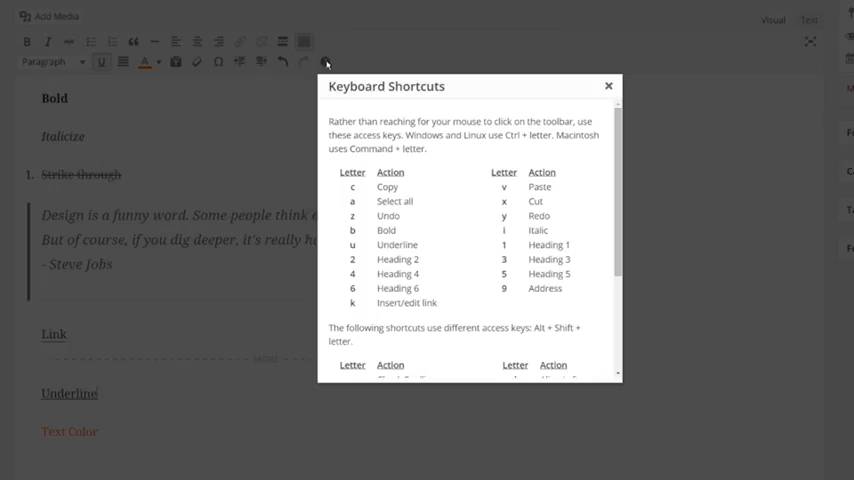 Add Media
Visual
Text
Paragraph
Bold
Italicize
1. Strike through
Design is a funny word. Some people think
But of course, if you dig deeper, it's really
- Steve Jobs
Link
MORE
Underline
Text Color
Keyboard Shortcuts
Rather than reaching for your mouse to click on the toolbar, use
these access keys. Windows and Linux use Ctrl + letter. Macintosh
uses Command + letter.
Letter Action Letter Action
c Copy v Paste
a Select all x Cut
z Undo y Redo
b Bold i Italic
u Underline 1 Heading 1
2 Heading 2 3 Heading 3
4 Heading 4 5 Heading 5
6 Heading 6 9 Address
k Insert/edit link
The following shortcuts use different access keys: Alt + Shift +
letter.
Letter Action Letter Action